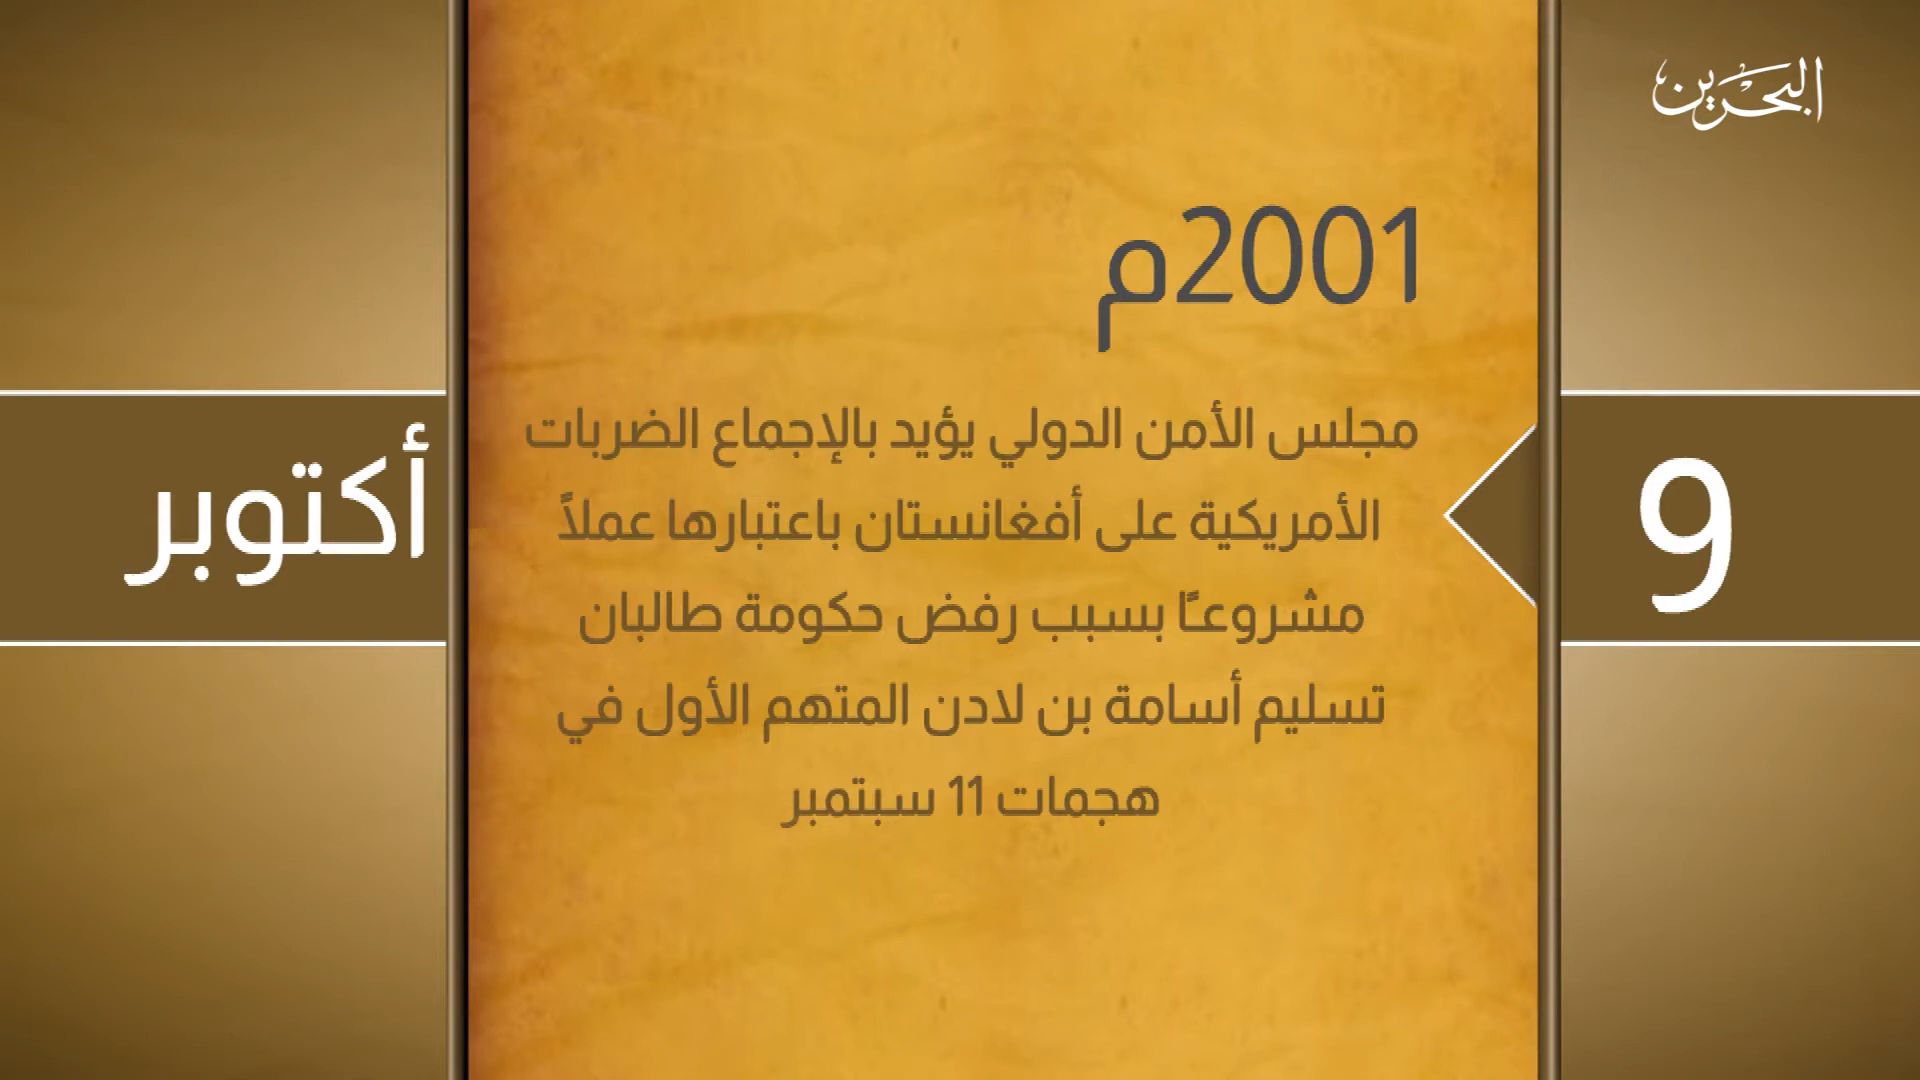 البحرين
9
أكتوبر
2001م
مجلس الأمن الدولي يؤيد بالإجماع الضربات
الأمريكية على أفغانستان باعتبارها عملاً
مشروعـًا بسبب رفض حكومة طالبان
تسليم أسامة بن لادن المتهم الأول في
هجمات 11 سبتمبر